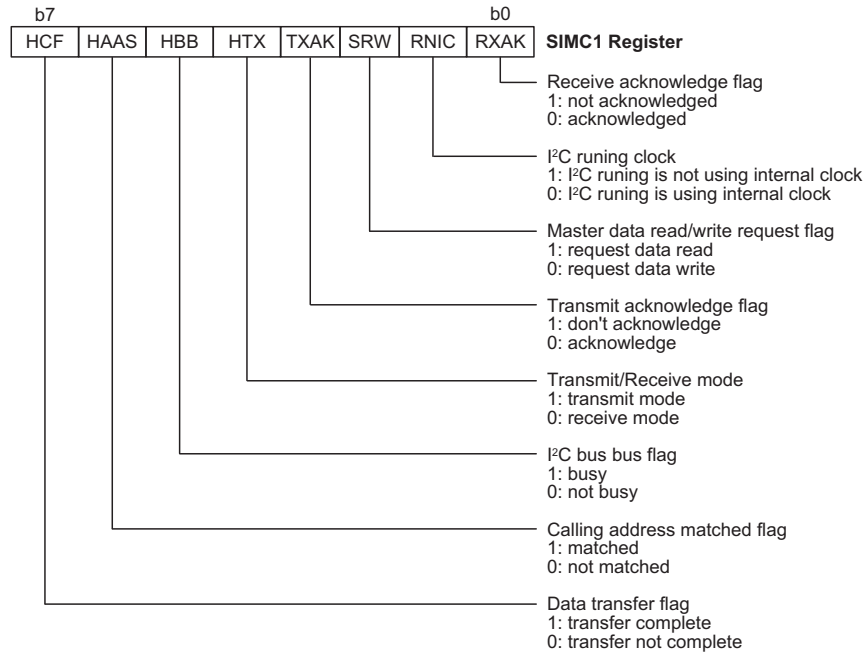 b7 b0
HCF HAAS HBB HTX TXAK SRW RNIC RXAK SIMC1 Register
Receive acknowledge flag
1: not acknowledged
0: acknowledged
I²C runing clock
1: I²C runing is not using internal clock
0: I²C runing is using internal clock
Master data read/write request flag
1: request data read
0: request data write
Transmit acknowledge flag
1: don't acknowledge
0: acknowledge
Transmit/Receive mode
1: transmit mode
0: receive mode
I²C bus bus flag
1: busy
0: not busy
Calling address matched flag
1: matched
0: not matched
Data transfer flag
1: transfer complete
0: transfer not complete